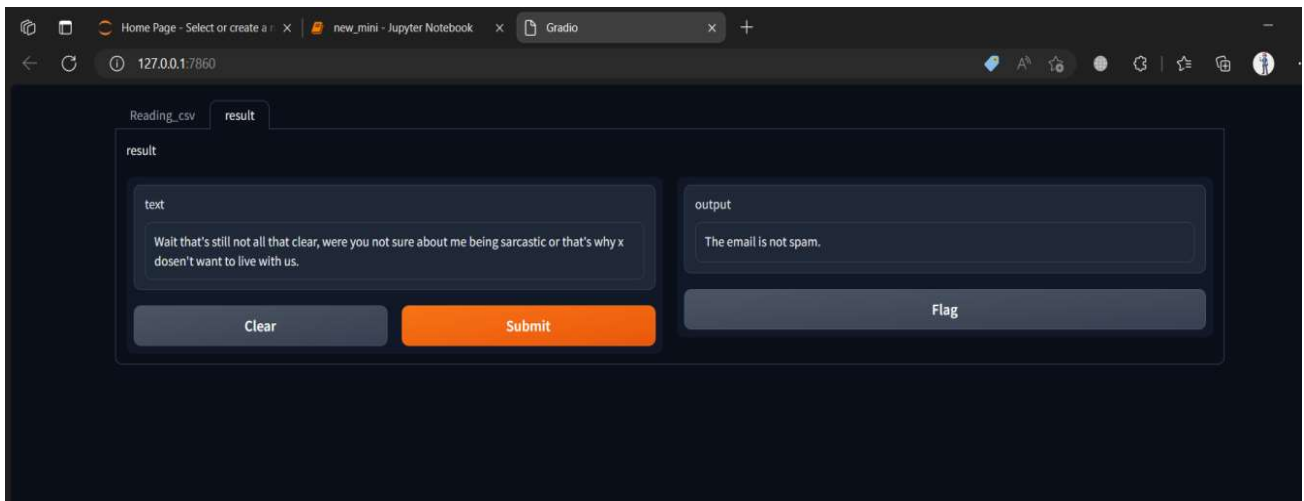 Home Page - Select or create a n
new_mini - Jupyter Notebook
Gradio
127.0.0.1:7860
Reading_csv
result
result
text
Wait that's still not all that clear, were you not sure about me being sarcastic or that's why x
dosen't want to live with us.
Clear
Submit
output
The email is not spam.
Flag